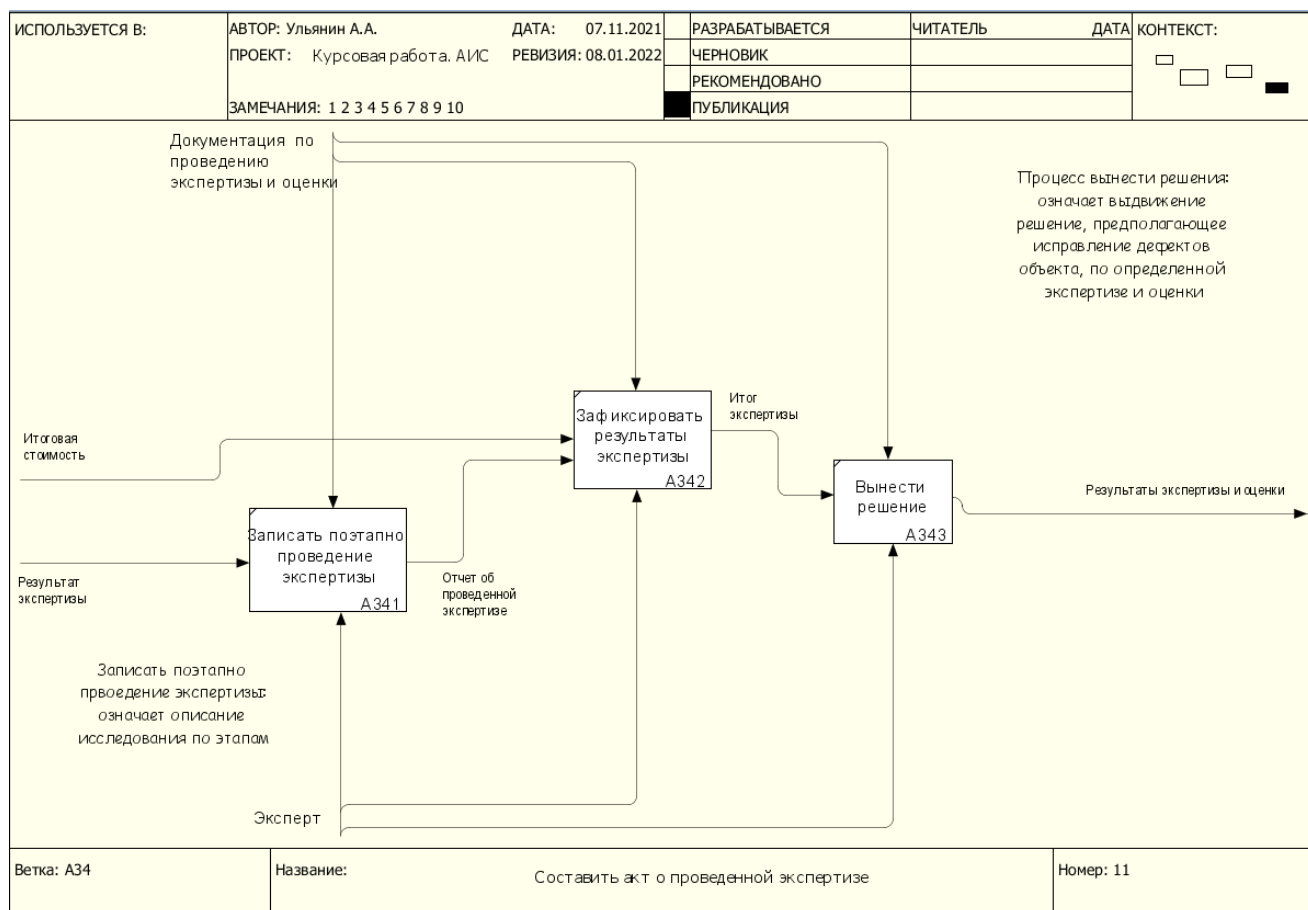 ИСПОЛЬЗУЕТСЯ В:
АВТОР: Ульянин А.А.
ДАТА: 07.11.2021
ПРОЕКТ: Курсовая работа. АИС
РЕВИЗИЯ: 08.01.2022
ЗАМЕЧАНИЯ: 1 2 3 4 5 6 7 8 9 10
РАЗРАБАТЫВАЕТСЯ
ЧЕРНОВИК
РЕКОМЕНДОВАНО
ПУБЛИКАЦИЯ
ЧИТАТЕЛЬ
ДАТА
КОНТЕКСТ:
Документация по
проведению
экспертизы и оценки
Процесс вынести решения:
означает выдвижение
решение, предполагающее
исправление дефектов
объекта, по определенной
экспертизе и оценки
Зафиксировать
результаты
экспертизы
A342
Итог
экспертизы
Итоговая
стоимость
Вынести
решение
A343
Результаты экспертизы и оценки
Записать поэтапно
проведение
экспертизы
A341
Результат
экспертизы
Отчет об
проведенной
экспертизе
Записать поэтапно
првоедение экспертизы:
означает описание
исследования по этапам
Эксперт
Ветка: A34
Название:
Составить акт о проведенной экспертизе
Номер: 11